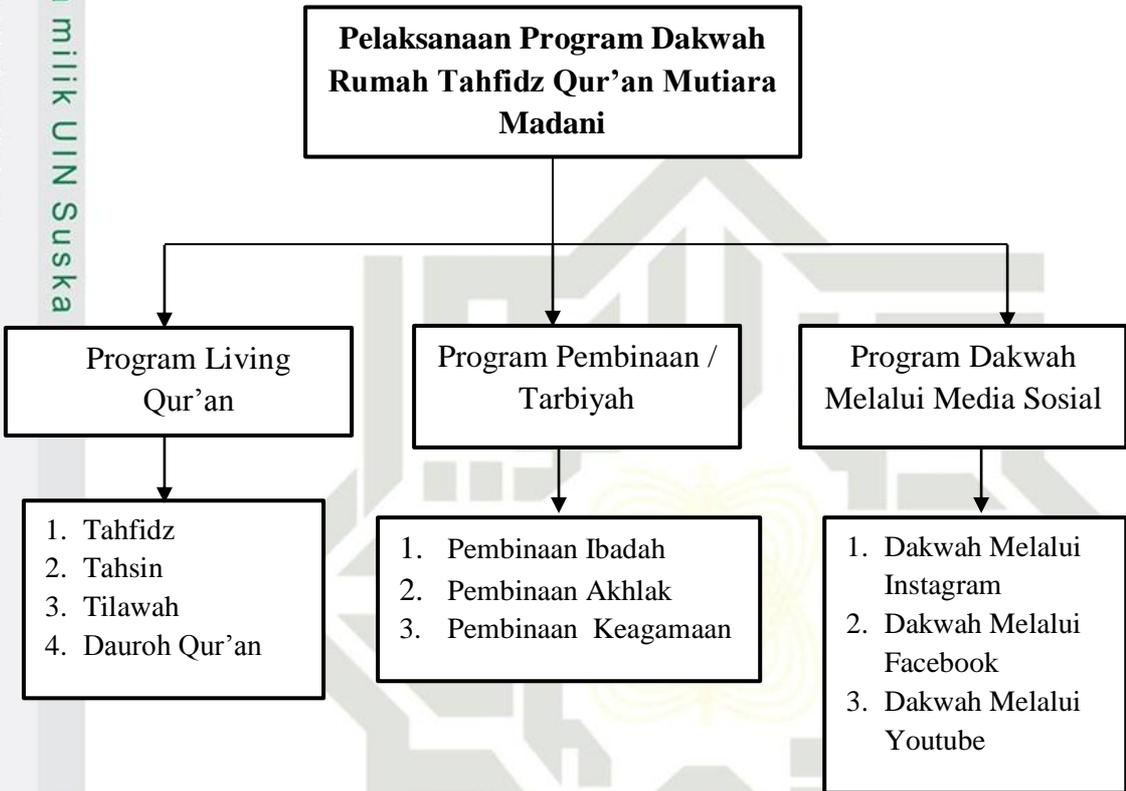 milik UIN Suska
Pelaksanaan Program Dakwah
Rumah Tahfidz Qur’an Mutiara
Madani
Program Living
Qur’an
Program Pembinaan /
Tarbiyah
Program Dakwah
Melalui Media Sosial
1. Tahfidz
2. Tahsin
3. Tilawah
4. Dauroh Qur’an
1. Pembinaan Ibadah
2. Pembinaan Akhlak
3. Pembinaan Keagamaan
1. Dakwah Melalui
Instagram
2. Dakwah Melalui
Facebook
3. Dakwah Melalui
Youtube